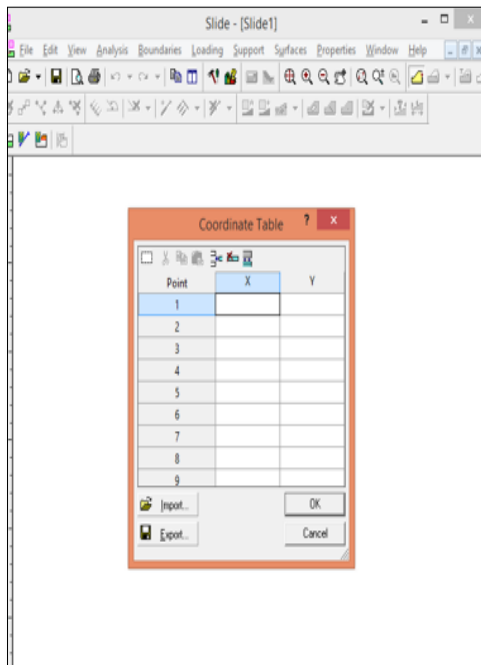 Slide - [Slide1]
File Edit View Analysis Boundaries Loading Support Surfaces Properties Window Help
Coordinate Table
Point X Y
1
2
3
4
5
6
7
8
9
Import... OK
Export... Cancel